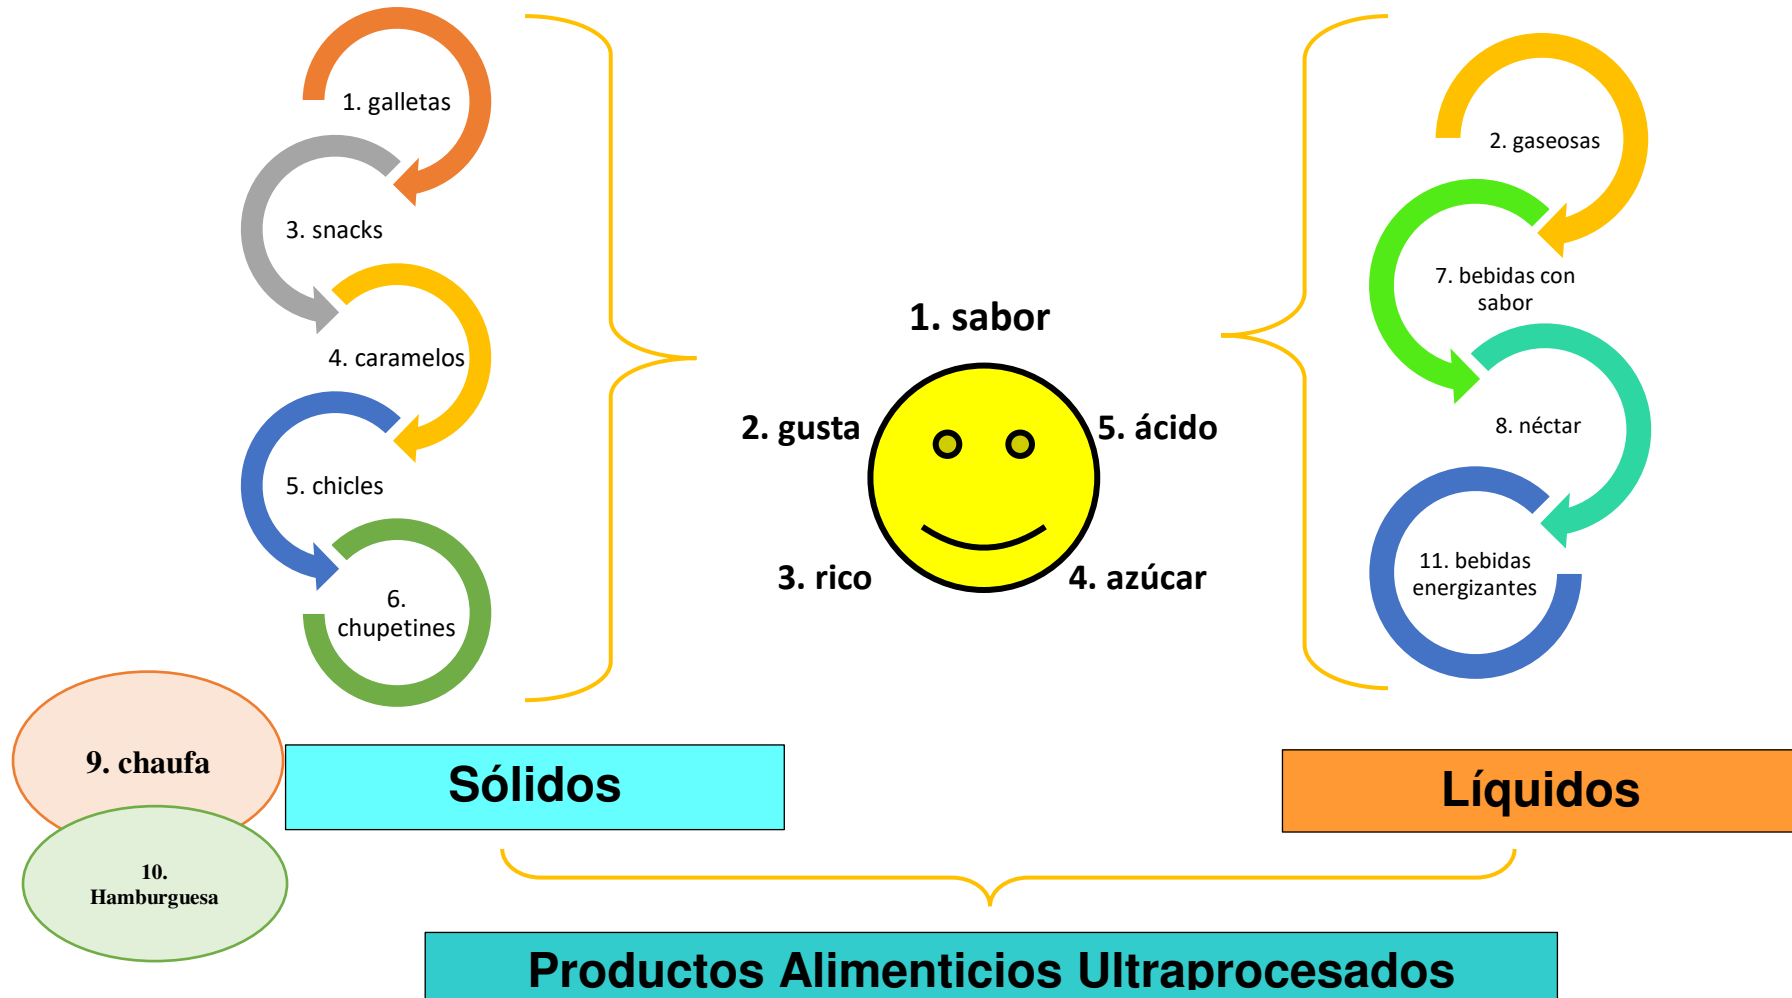 1. galletas
3. snacks
4. caramelos
5. chicles
6.
chupetines
1. sabor
2. gusta
5. ácido
3. rico
4. azúcar
2. gaseosas
7. bebidas con
sabor
8. néctar
11. bebidas
energizantes
9. chaufa
10.
Hamburguesa
Sólidos
Líquidos
Productos Alimenticios Ultraprocesados